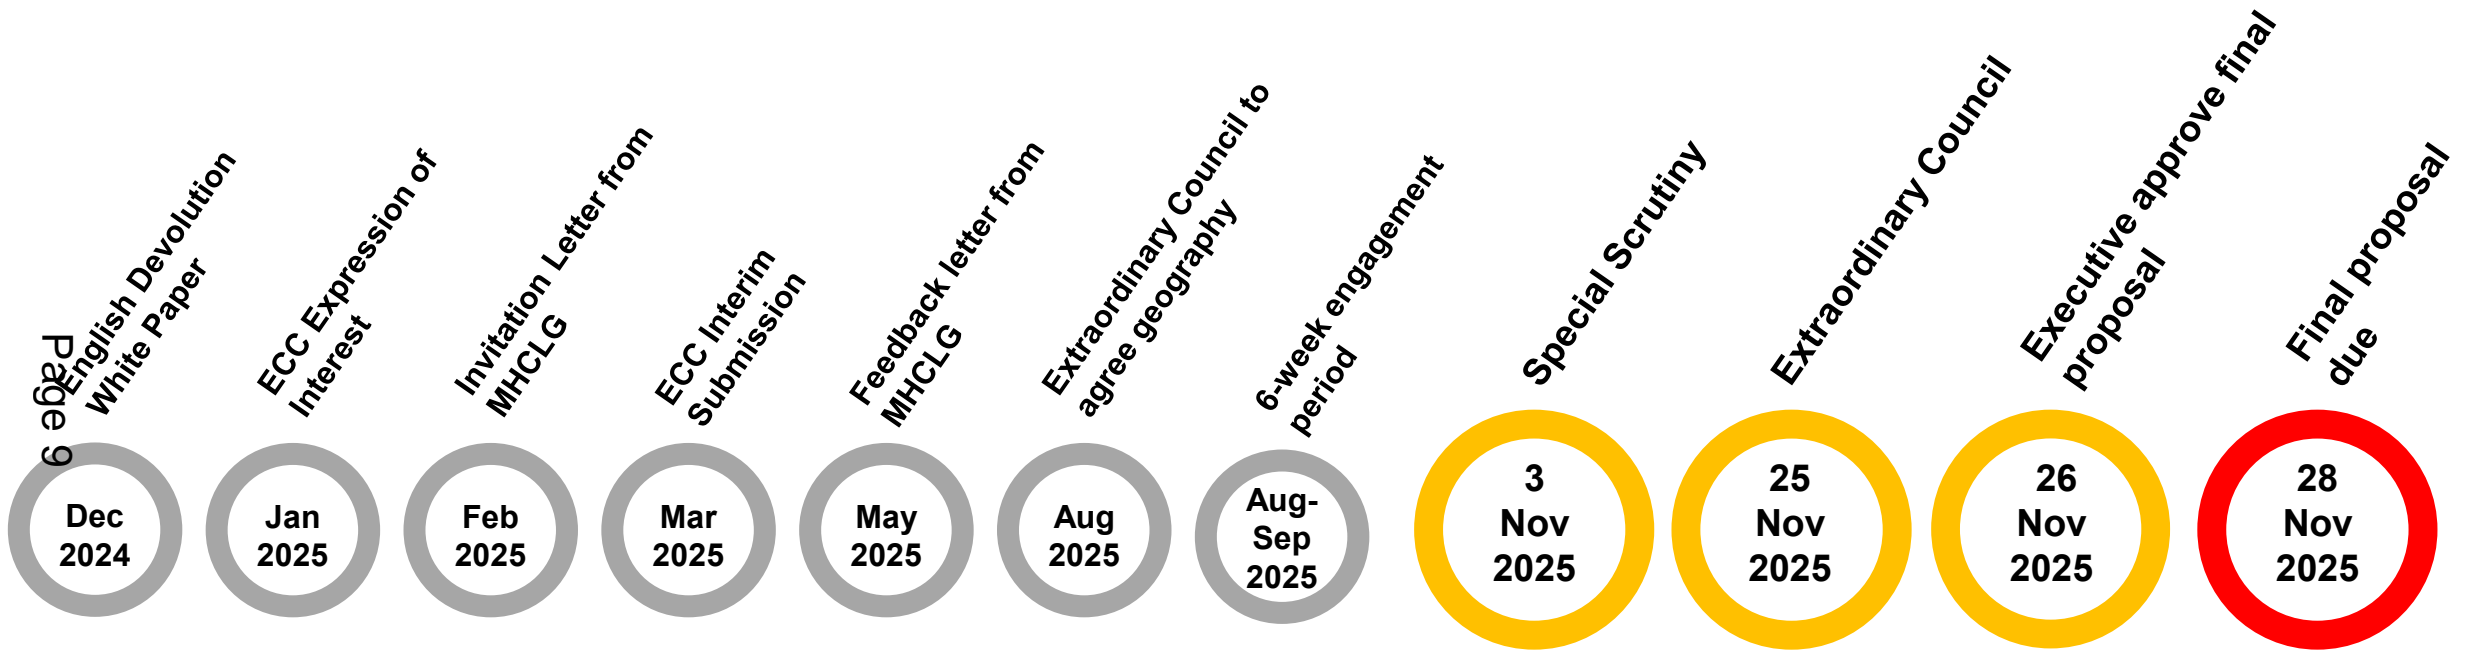 English Devolution
White Paper
Dec
2024
ECC Expression of
Interest
Jan
2025
Invitation Letter from
MHCLG
Feb
2025
ECC Interim
Submission
Mar
2025
Feedback letter from
MHCLG
May
2025
Extraordinary Council to
agree geography
Aug
2025
6-week engagement
period
Aug-
Sep
2025
Special Scrutiny
3
Nov
2025
Extraordinary Council
25
Nov
2025
Executive approve final
proposal
26
Nov
2025
Final proposal
due
28
Nov
2025
Page 9